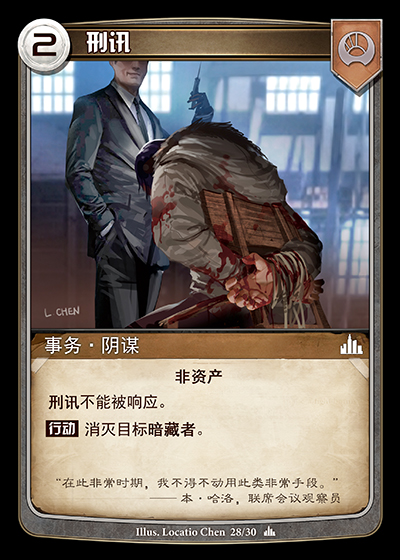 2
刑讯
L CHEN
事务·阴谋
非资产
刑讯不能被响应。
行动 消灭目标暗藏者。
“在此非常时期，我不得不动用此类非常手段。”
—— 本·哈洛，联席会议观察员
Illus. Locatio Chen 28/30